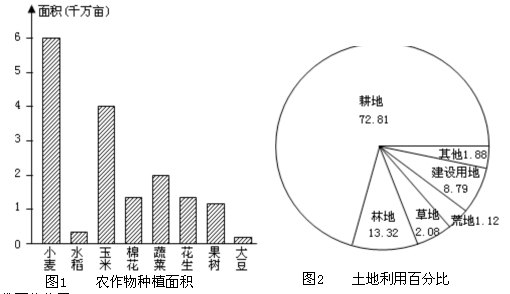 面积(千万亩)
6
5
4
3
2
1
0
小麦
水稻
玉米
棉花
蔬菜
花生
果树
大豆
图1 农作物种植面积
耕地
72.81
其他1.88
建设用地
8.79
荒地1.12
草地
2.08
林地
13.32
图2 土地利用百分比